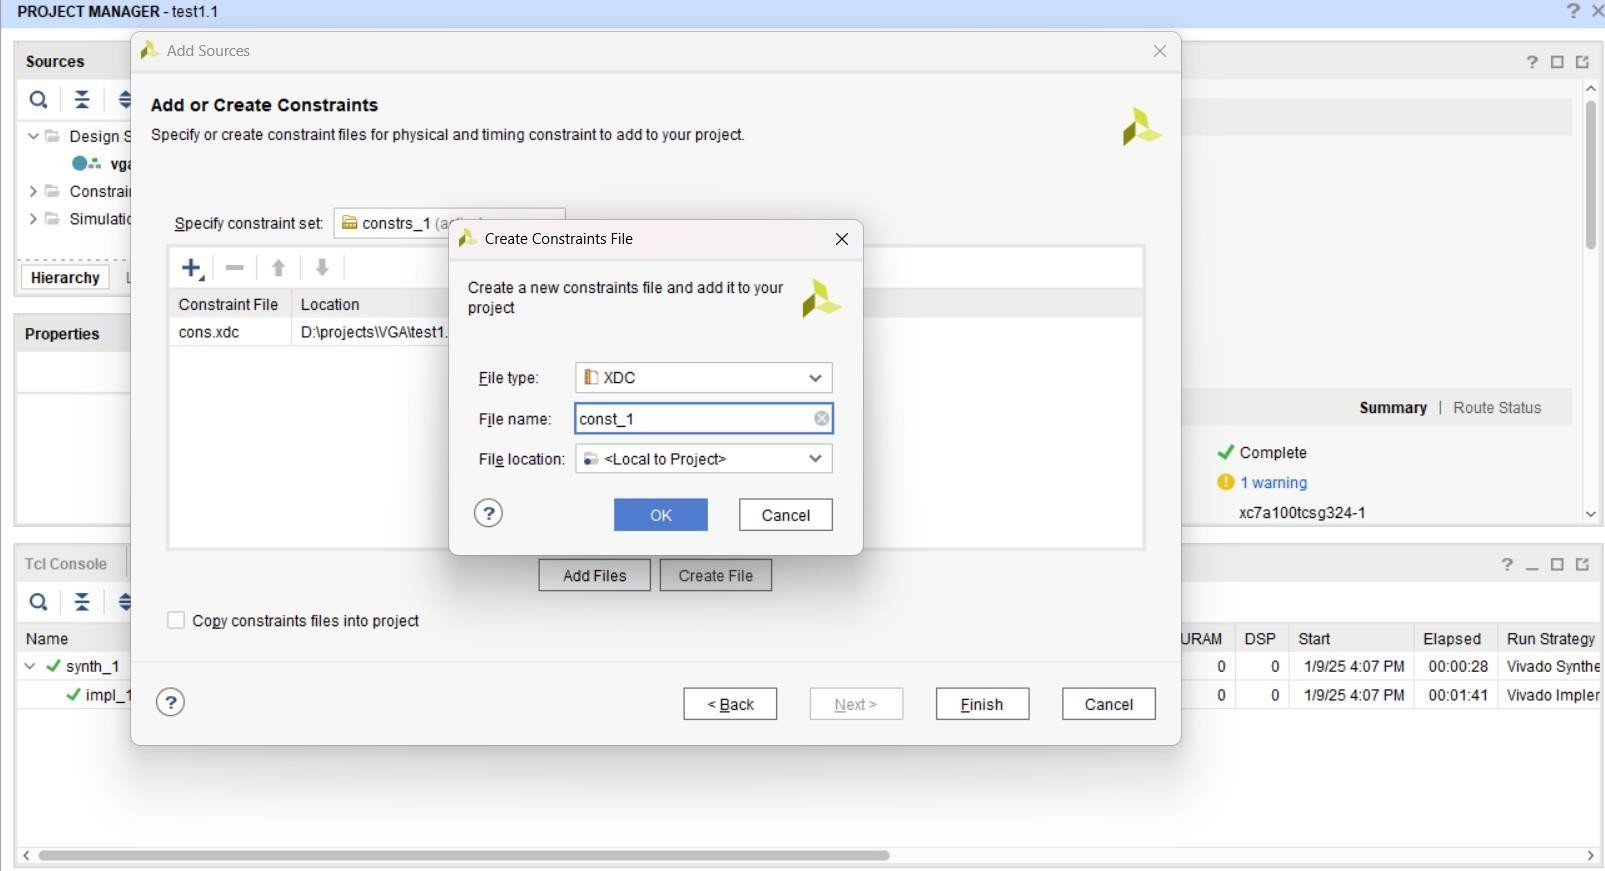 PROJECT MANAGER - test1.1
Sources
Design S
vga
Constrain
Simulatio
Hierarchy
Properties
Add Sources
Add or Create Constraints
Specify or create constraint files for physical and timing constraint to add to your project.
Specify constraint set: constrs_1
Constraint File Location
cons.xdc D:\projects\VGA\test1.
Create Constraints File
Create a new constraints file and add it to your
project
File type: XDC
File name: const_1
File location: <Local to Project>
? OK Cancel
Add Files Create File
Copy constraints files into project
? < Back Next > Finish Cancel
Summary | Route Status
Complete
1 warning
xc7a100tcsg324-1
Tcl Console
Name URAM DSP Start Elapsed Run Strategy
synth_1 0 0 1/9/25 4:07 PM 00:00:28 Vivado Synthe
impl_1 0 0 1/9/25 4:07 PM 00:01:41 Vivado Impler